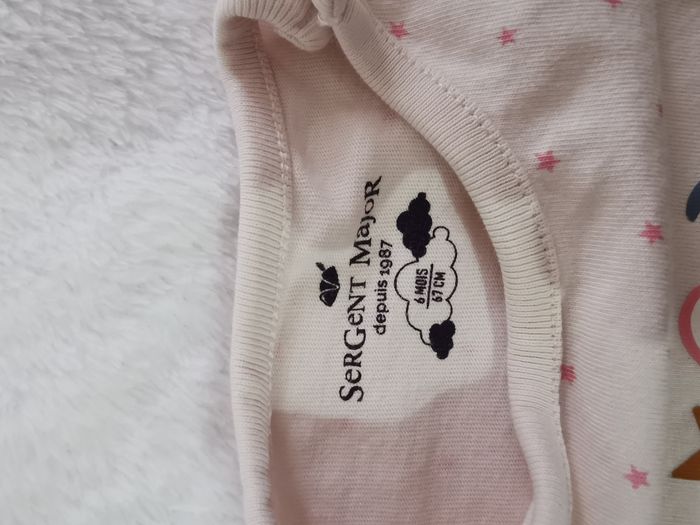 SeRGeNT MajoR
depuis 1987
6 MOIS
67 CM